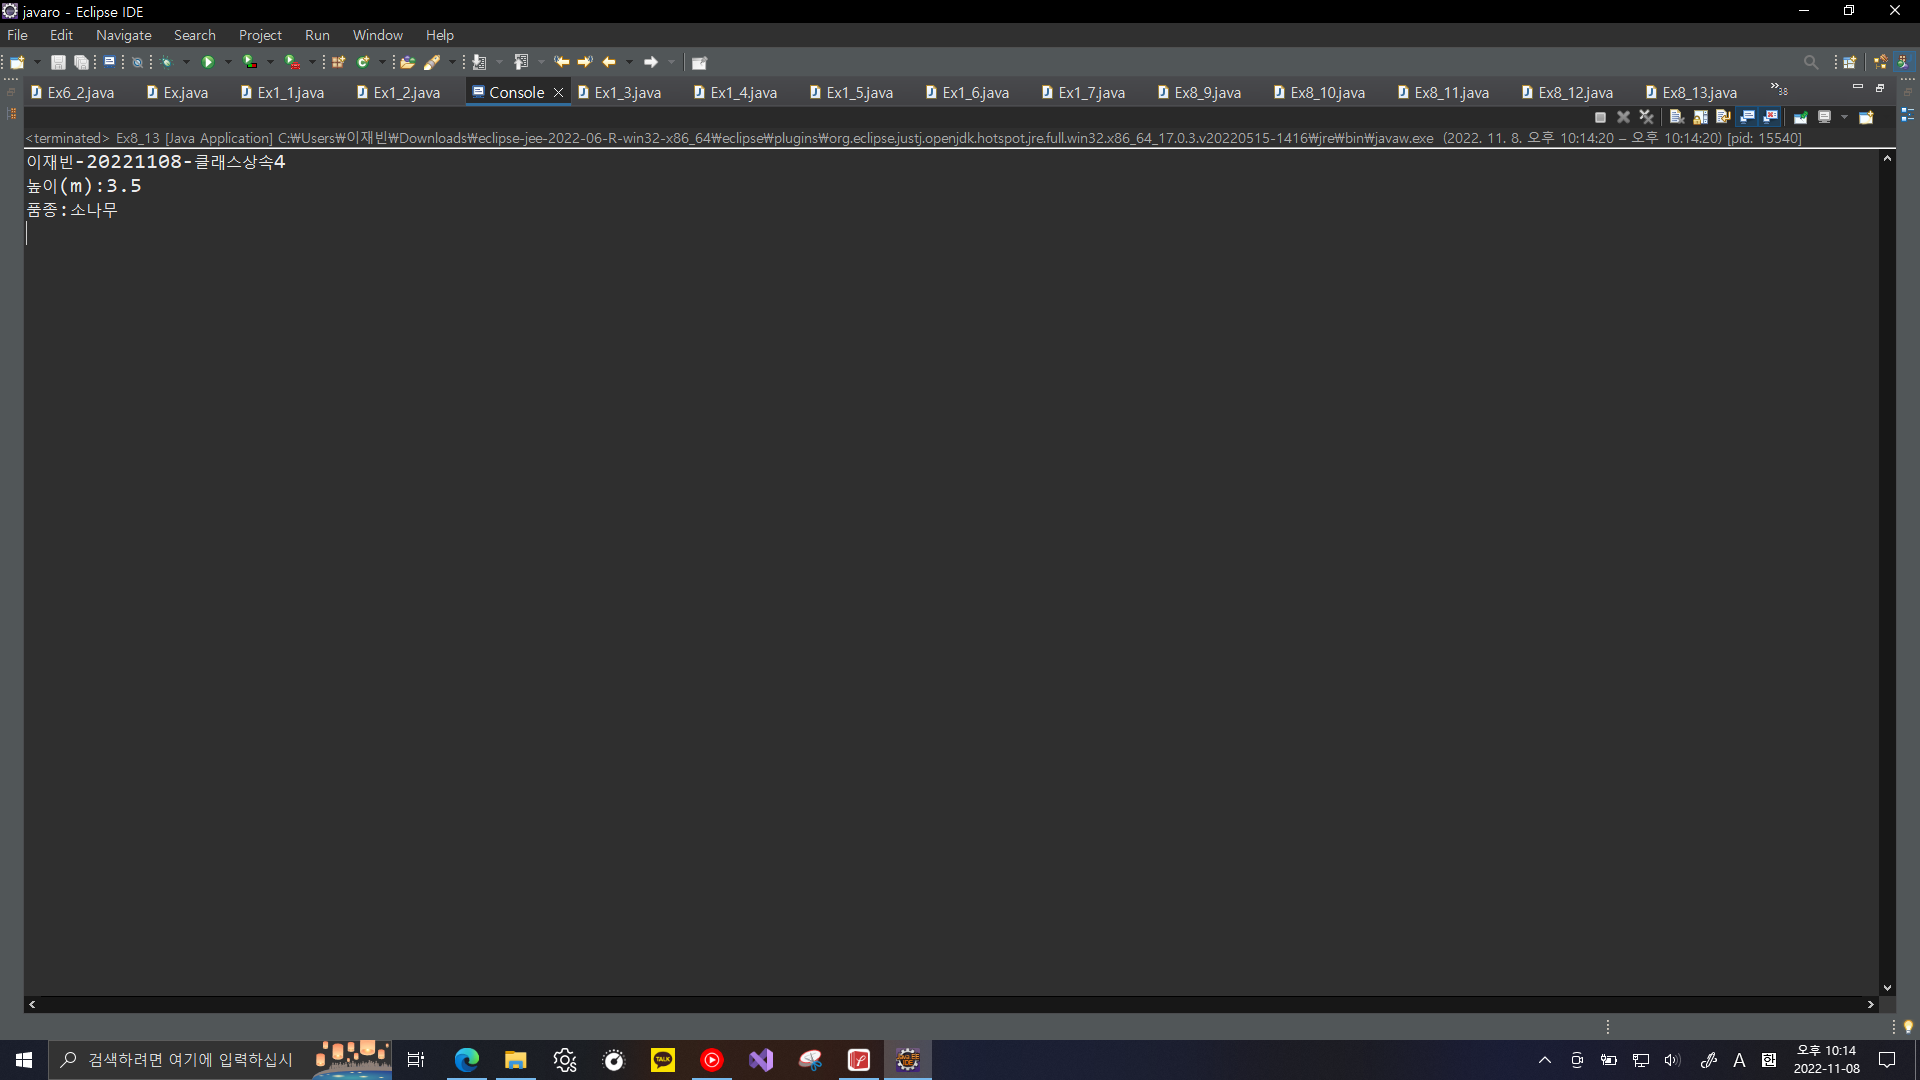 javaro - Eclipse IDE
File Edit Navigate Search Project Run Window Help
Ex6_2.java Ex.java Ex1_1.java Ex1_2.java Console Ex1_3.java Ex1_4.java Ex1_5.java Ex1_6.java Ex1_7.java Ex8_9.java Ex8_10.java Ex8_11.java Ex8_12.java Ex8_13.java »38
<terminated> Ex8_13 [Java Application] C:₩Users₩이재빈₩Downloads₩eclipse-jee-2022-06-R-win32-x86_64₩eclipse₩plugins₩org.eclipse.justj.openjdk.hotspot.jre.full.win32.x86_64_17.0.3.v20220515-1416₩jre₩bin₩javaw.exe (2022. 11. 8. 오후 10:14:20 – 오후 10:14:20) [pid: 15540]
이재빈-20221108-클래스상속4
높이(m):3.5
품종:소나무
검색하려면 여기에 입력하십시
TALK
JAVA EE
IDE
A
오후 10:14
2022-11-08